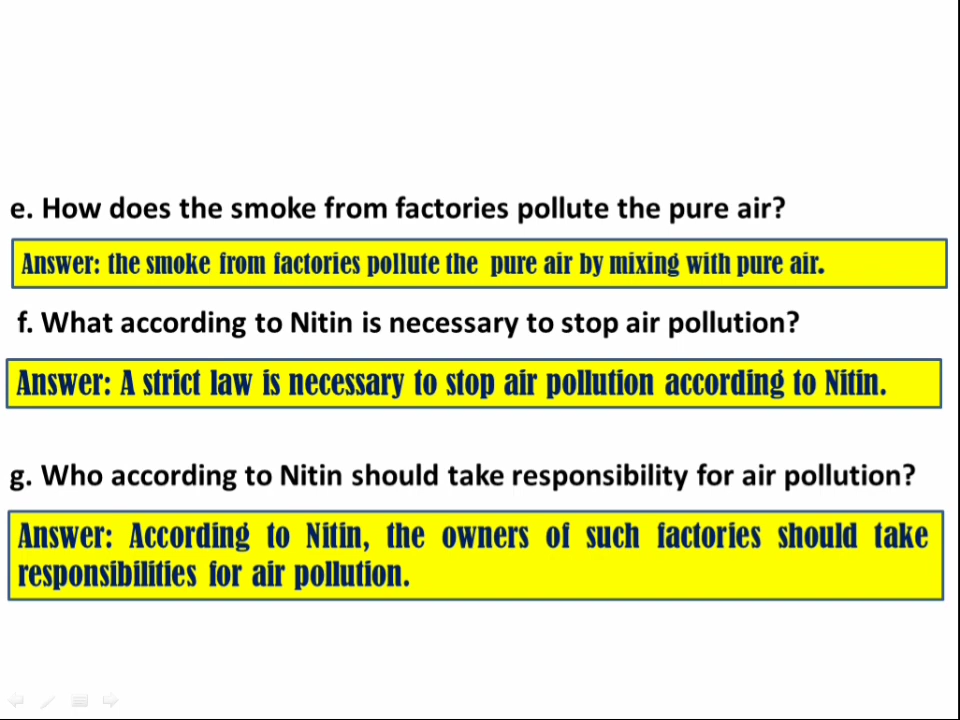 e. How does the smoke from factories pollute the pure air?
Answer: the smoke from factories pollute the pure air by mixing with pure air.
f. What according to Nitin is necessary to stop air pollution?
Answer: A strict law is necessary to stop air pollution according to Nitin.
g. Who according to Nitin should take responsibility for air pollution?
Answer: According to Nitin, the owners of such factories should take
responsibilities for air pollution.